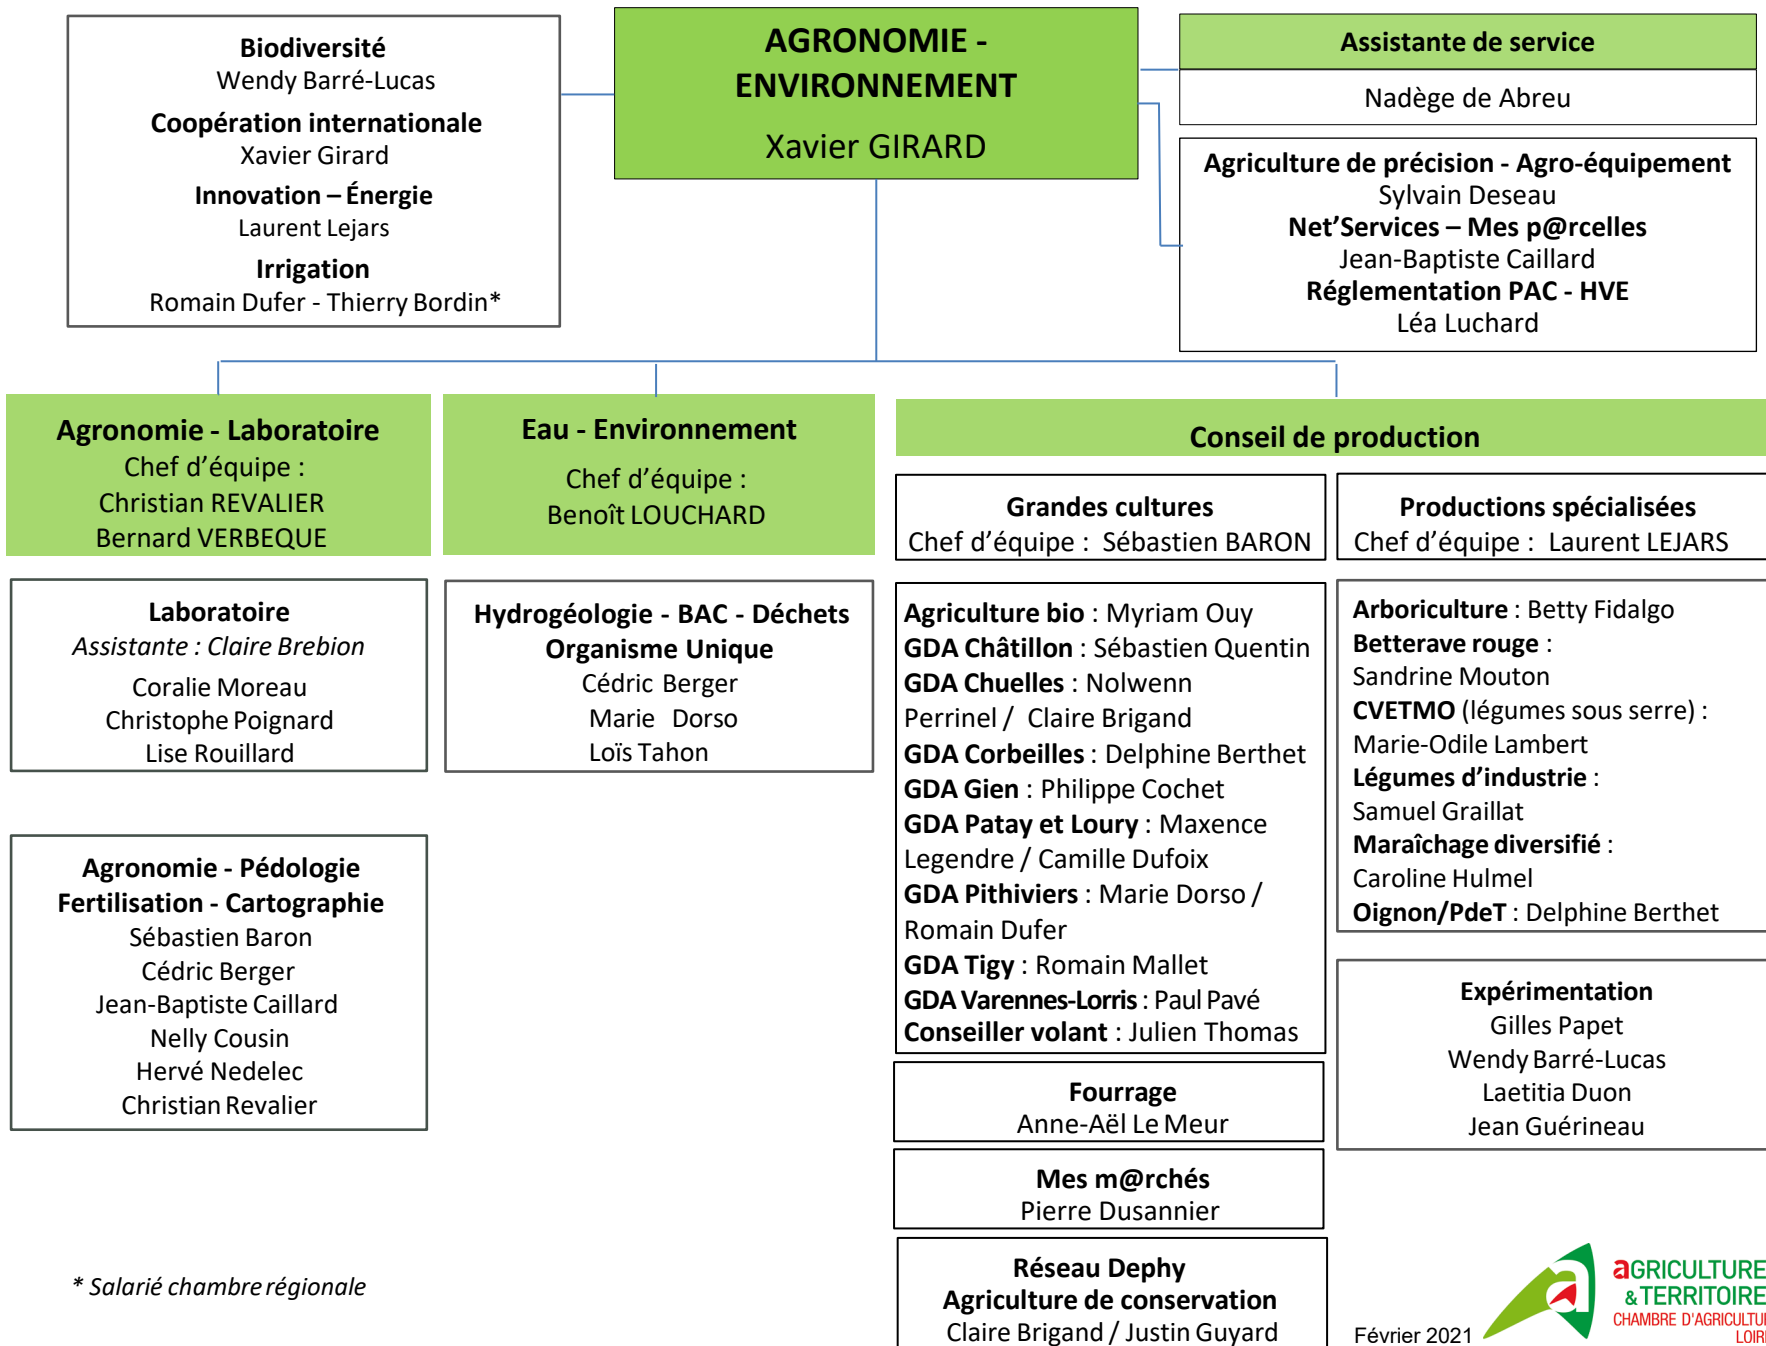 Biodiversité
Wendy Barré-Lucas
Coopération internationale
Xavier Girard
Innovation – Énergie
Laurent Lejars
Irrigation
Romain Dufer - Thierry Bordin*
AGRONOMIE -
ENVIRONNEMENT
Xavier GIRARD
Assistante de service
Nadège de Abreu
Agriculture de précision - Agro-équipement
Sylvain Deseau
Net’Services – Mes p@rcelles
Jean-Baptiste Caillard
Réglementation PAC - HVE
Léa Luchard
Agronomie - Laboratoire
Chef d’équipe :
Christian REVALIER
Bernard VERBEQUE
Laboratoire
Assistante : Claire Brebion
Coralie Moreau
Christophe Poignard
Lise Rouillard
Agronomie - Pédologie
Fertilisation - Cartographie
Sébastien Baron
Cédric Berger
Jean-Baptiste Caillard
Nelly Cousin
Hervé Nedelec
Christian Revalier
Eau - Environnement
Chef d’équipe :
Benoît LOUCHARD
Hydrogéologie - BAC - Déchets
Organisme Unique
Cédric Berger
Marie Dorso
Loïs Tahon
Conseil de production
Grandes cultures
Chef d’équipe : Sébastien BARON
Agriculture bio : Myriam Ouy
GDA Châtillon : Sébastien Quentin
GDA Chuelles : Nolwenn
Perrinel / Claire Brigand
GDA Corbeilles : Delphine Berthet
GDA Gien : Philippe Cochet
GDA Patay et Loury : Maxence
Legendre / Camille Dufoix
GDA Pithiviers : Marie Dorso /
Romain Dufer
GDA Tigy : Romain Mallet
GDA Varennes-Lorris : Paul Pavé
Conseiller volant : Julien Thomas
Fourrage
Anne-Aël Le Meur
Mes m@rchés
Pierre Dusannier
Réseau Dephy
Agriculture de conservation
Claire Brigand / Justin Guyard
Productions spécialisées
Chef d’équipe : Laurent LEJARS
Arboriculture : Betty Fidalgo
Betterave rouge :
Sandrine Mouton
CVETMO (légumes sous serre) :
Marie-Odile Lambert
Légumes d’industrie :
Samuel Graillat
Maraîchage diversifié :
Caroline Hulmel
Oignon/PdeT : Delphine Berthet
Expérimentation
Gilles Papet
Wendy Barré-Lucas
Laetitia Duon
Jean Guérineau
* Salarié chambre régionale
Février 2021
aGRICULTURE
& TERRITOIRE
CHAMBRE D'AGRICULTU
LOIR